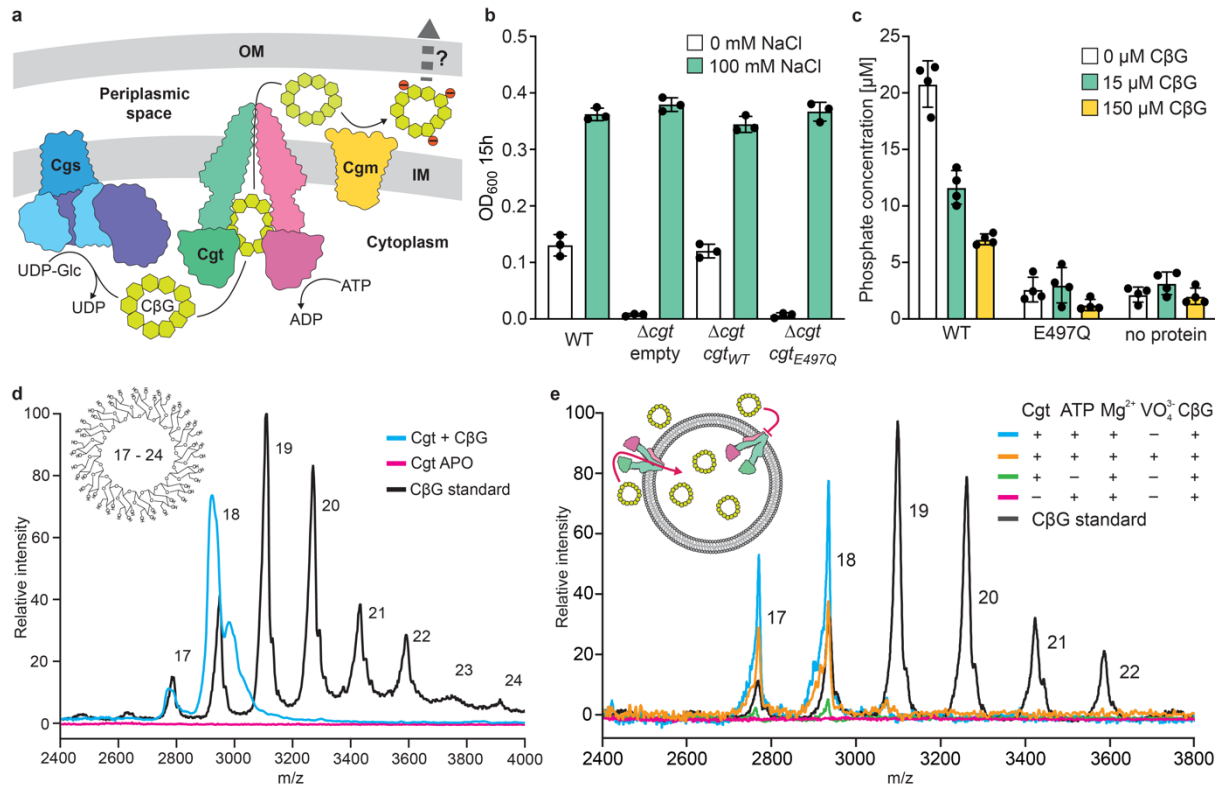 a
OM
?
Periplasmic
space
Cgs
Cgm
IM
Cgt
Cytoplasm
UDP-Glc
UDP
CβG
ATP
ADP
b
0.5
0.4
0.3
0.2
0.1
0.0
OD600 15h
0 mM NaCl
100 mM NaCl
WT
Δcgt
empty
Δcgt
cgtWT
Δcgt
cgtE497Q
c
25
20
15
10
5
0
Phosphate concentration [µM]
0 µM CβG
15 µM CβG
150 µM CβG
WT
E497Q
no protein
d
100
80
60
40
20
0
Relative intensity
17 - 24
Cgt + CβG
Cgt APO
CβG standard
17
18
19
20
21
22
23
24
2400 2600 2800 3000 3200 3400 3600 3800 4000
m/z
e
100
80
60
40
20
0
Relative intensity
Cgt ATP Mg2+ VO43- CβG
+ + + − +
+ + + + +
+ − + − +
− + + − +
CβG standard
17
18
19
20
21
22
2400 2600 2800 3000 3200 3400 3600 3800
m/z